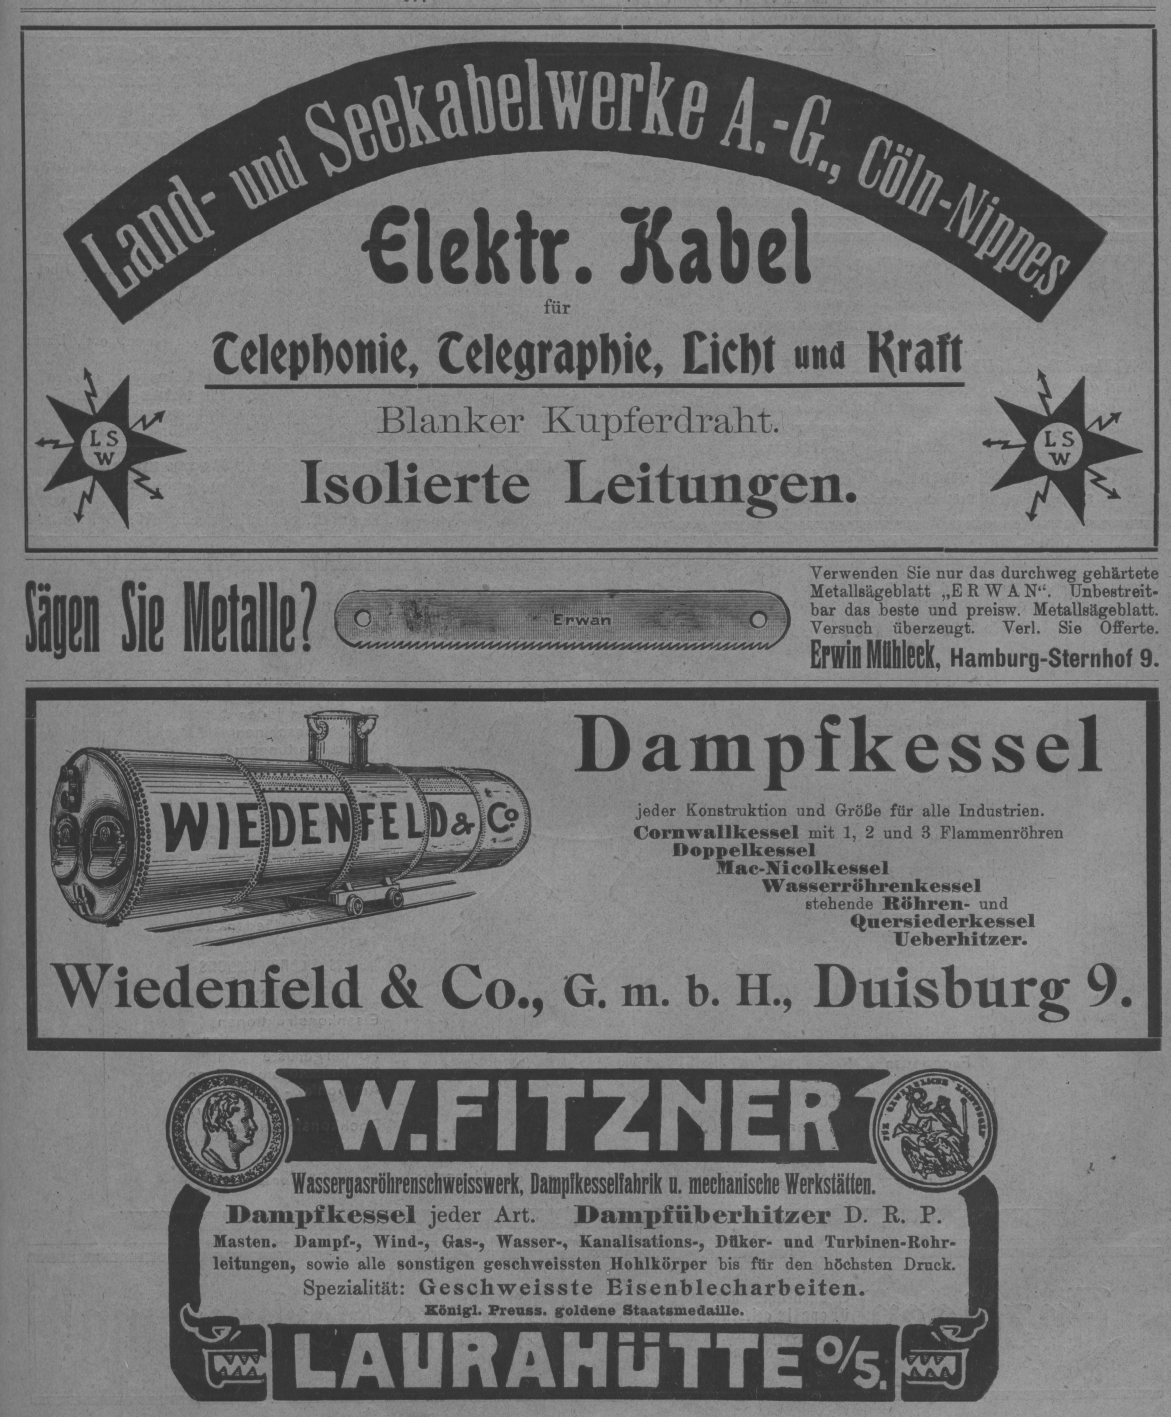 Land- und Seekabelwerke A.-G., Cöln-Nippes
Elektr. Kabel
für
Telephonie, Telegraphie, Licht und Kraft
Blanker Kupferdraht.
Isolierte Leitungen.
L S
W
L S
W
Sägen Sie Metalle?
Erwan
Verwenden Sie nur das durchweg gehärtete
Metallsägeblatt „ERWAN“. Unbestreit-
bar das beste und preisw. Metallsägeblatt.
Versuch überzeugt. Verl. Sie Offerte.
Erwin Mühleck, Hamburg-Sternhof 9.
WIEDENFELD & Co
Dampfkessel
jeder Konstruktion und Größe für alle Industrien.
Cornwallkessel mit 1, 2 und 3 Flammenröhren
Doppelkessel
Mac-Nicolkessel
Wasserröhrenkessel
stehende Röhren- und
Quersiederkessel
Ueberhitzer.
Wiedenfeld & Co., G. m. b. H., Duisburg 9.
W. FITZNER
FÜR GEWERBLICHE LEISTUNGEN
Wassergasröhrenschweisswerk, Dampfkesselfabrik u. mechanische Werkstätten.
Dampfkessel jeder Art. Dampfüberhitzer D. R. P.
Masten. Dampf-, Wind-, Gas-, Wasser-, Kanalisations-, Düker- und Turbinen-Rohr-
leitungen, sowie alle sonstigen geschweissten Hohlkörper bis für den höchsten Druck.
Spezialität: Geschweisste Eisenblecharbeiten.
Königl. Preuss. goldene Staatsmedaille.
LAURAHÜTTE O/S.